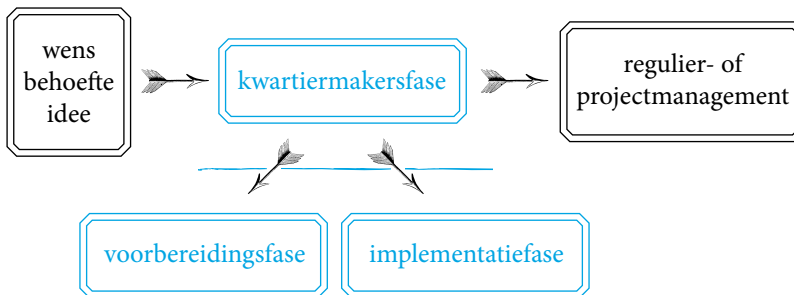 wens
behoefte
idee
kwartiermakersfase
regulier- of
projectmanagement
voorbereidingsfase
implementatiefase